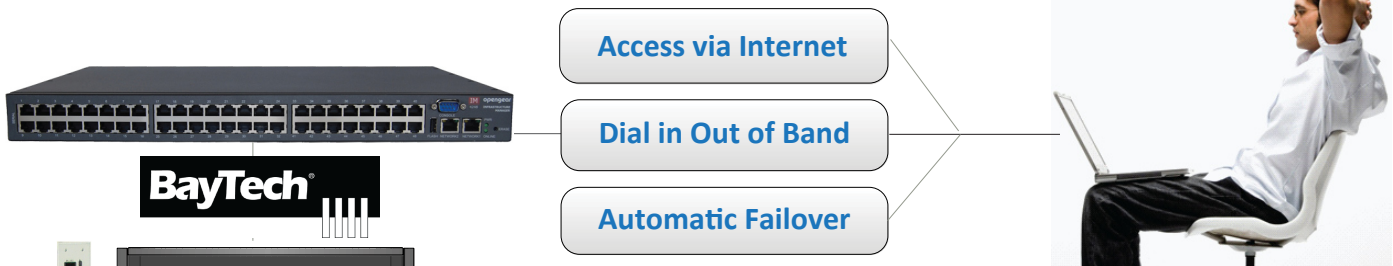 Access via Internet
opengear
Dial in Out of Band
BayTech®
Automatic Failover